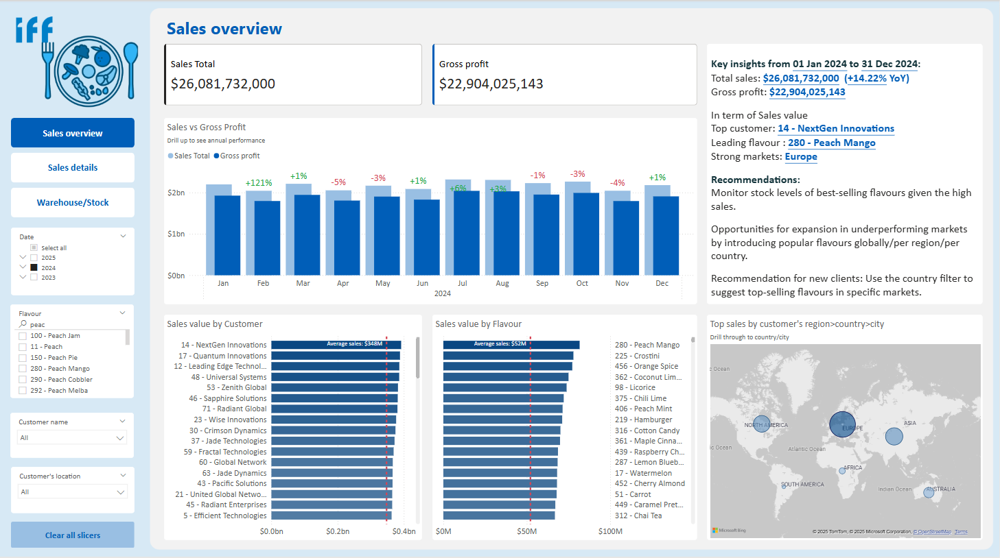 iff
Sales overview
Sales details
Warehouse/Stock
Date
Select all
2025
2024
2023
Flavour
peac
100 - Peach Jam
11 - Peach
150 - Peach Pie
280 - Peach Mango
290 - Peach Cobbler
292 - Peach Melba
Customer name
All
Customer's location
All
Clear all slicers
Sales overview
Sales Total
$26,081,732,000
Gross profit
$22,904,025,143
Key insights from 01 Jan 2024 to 31 Dec 2024:
Total sales: $26,081,732,000 (+14.22% YoY)
Gross profit: $22,904,025,143
In term of Sales value
Top customer: 14 - NextGen Innovations
Leading flavour : 280 - Peach Mango
Strong markets: Europe
Recommendations:
Monitor stock levels of best-selling flavours given the high
sales.
Opportunities for expansion in underperforming markets
by introducing popular flavours globally/per region/per
country.
Recommendation for new clients: Use the country filter to
suggest top-selling flavours in specific markets.
Sales vs Gross Profit
Drill up to see annual performance
Sales Total Gross profit
+121% +1% -5% -3% +1% +6% +3% -1% -3% -4% +1%
$2bn
$1bn
$0bn
Jan Feb Mar Apr May Jun Jul Aug Sep Oct Nov Dec
2024
Sales value by Customer
Average sales: $348M
14 - NextGen Innovations
17 - Quantum Innovations
12 - Leading Edge Technol...
48 - Universal Systems
53 - Zenith Global
46 - Sapphire Solutions
71 - Radiant Global
23 - Wise Innovations
30 - Crimson Dynamics
37 - Jade Technologies
59 - Fractal Technologies
60 - Global Network
63 - Jade Dynamics
43 - Pacific Solutions
21 - United Global Netwo...
45 - Radiant Enterprises
5 - Efficient Technologies
$0.0bn $0.2bn $0.4bn
Sales value by Flavour
Average sales: $52M
280 - Peach Mango
225 - Crostini
456 - Orange Spice
362 - Coconut Lim...
98 - Licorice
375 - Chili Lime
406 - Peach Mint
219 - Hamburger
316 - Cotton Candy
361 - Maple Cinna...
439 - Raspberry Ch...
287 - Lemon Blueb...
17 - Watermelon
452 - Cherry Almond
51 - Carrot
449 - Caramel Pret...
312 - Chai Tea
$0M $50M $100M
Top sales by customer's region>country>city
Drill through to country/city
c Ocean
NORTH AMERICA
EUROPE
ASIA
ic Ocean
Atlantic Ocean
AFRICA
SOUTH AMERICA
Indian Ocean
AUSTRALIA
Microsoft Bing
© 2025 TomTom, © 2025 Microsoft Corporation, © OpenStreetMap Terms